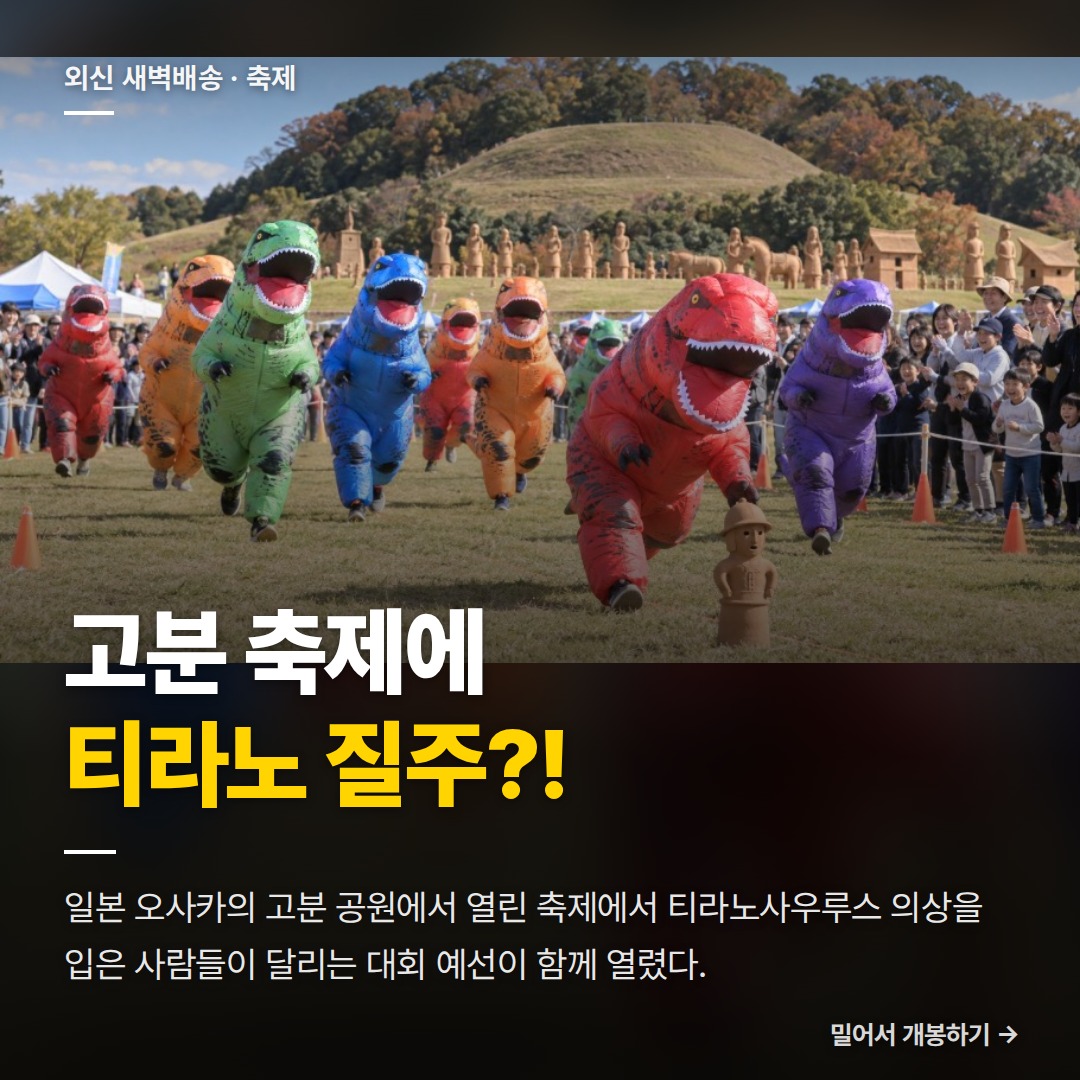 외신 새벽배송 · 축제
고분 축제에
티라노 질주?!
일본 오사카의 고분 공원에서 열린 축제에서 티라노사우루스 의상을
입은 사람들이 달리는 대회 예선이 함께 열렸다.
밀어서 개봉하기 →